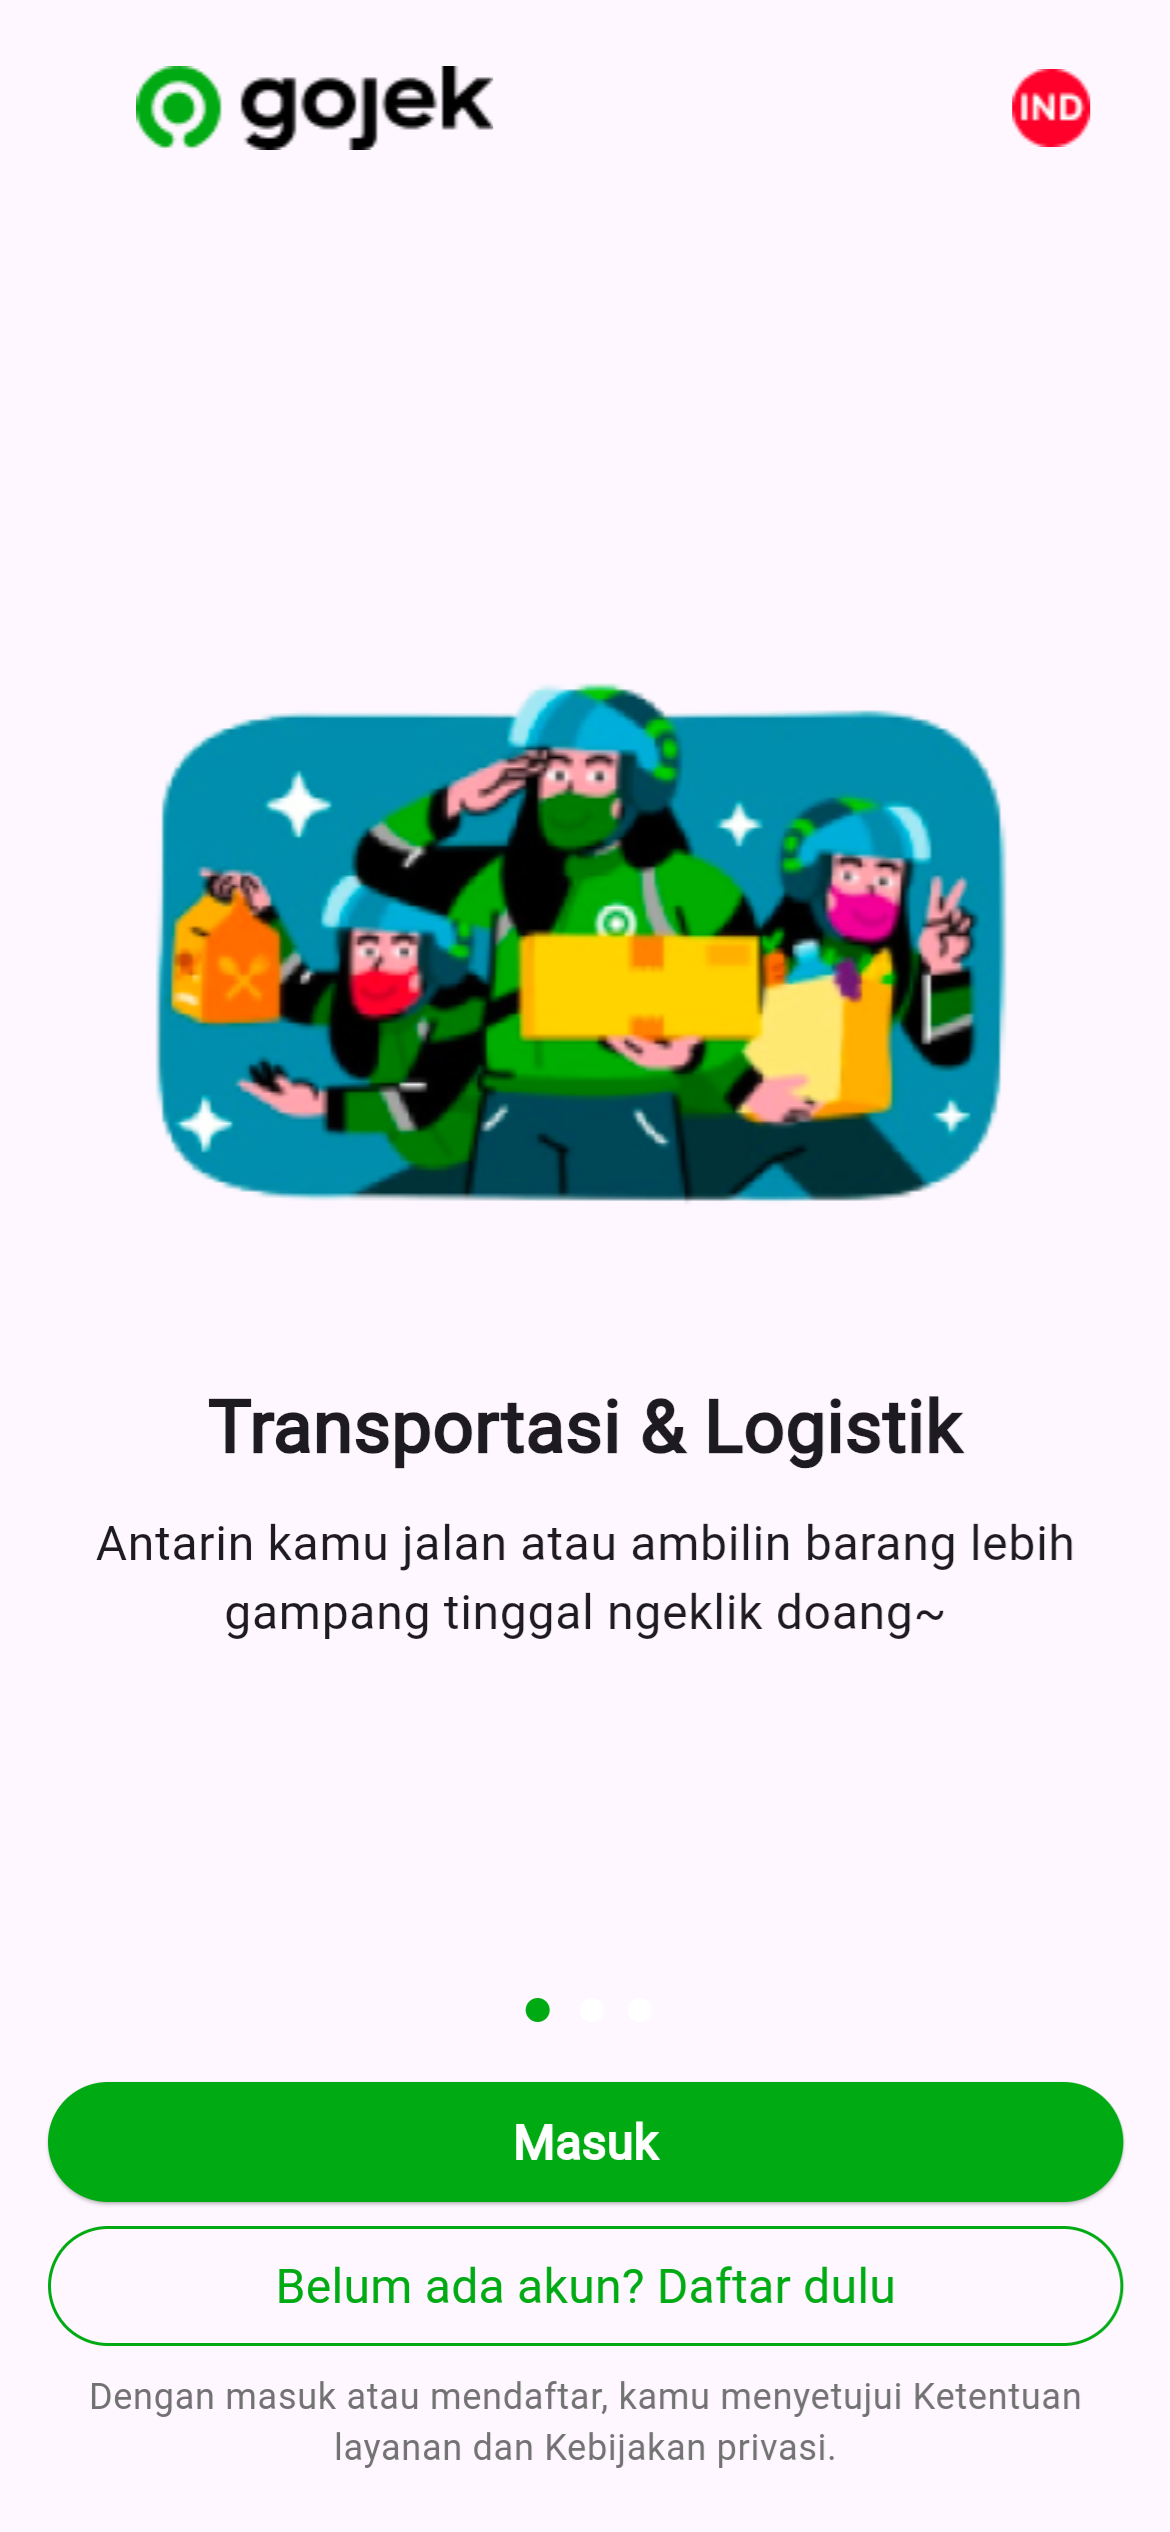 gojek
IND
Transportasi & Logistik
Antarin kamu jalan atau ambilin barang lebih
gampang tinggal ngeklik doang~
Masuk
Belum ada akun? Daftar dulu
Dengan masuk atau mendaftar, kamu menyetujui Ketentuan
layanan dan Kebijakan privasi.